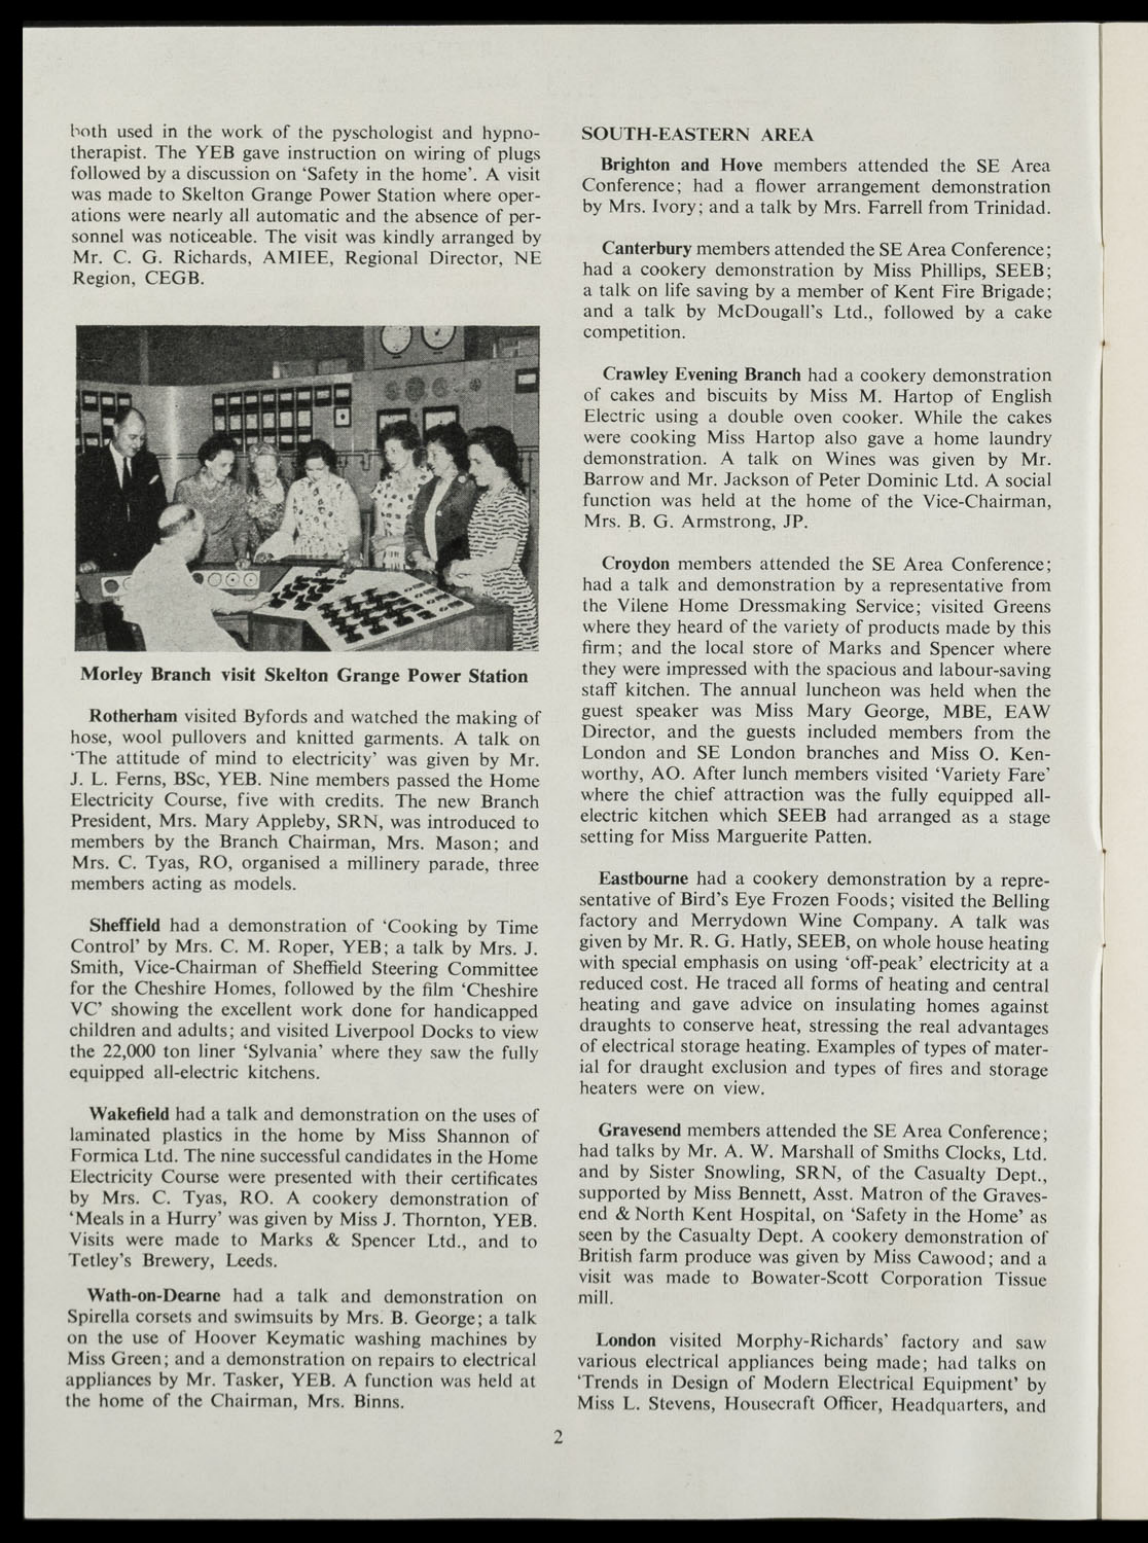 both used in the work of the pyschologist and hypno-
therapist. The YEB gave instruction on wiring of plugs
followed by a discussion on ‘Safety in the home’. A visit
was made to Skelton Grange Power Station where oper-
ations were nearly all automatic and the absence of per-
sonnel was noticeable. The visit was kindly arranged by
Mr. C. G. Richards, AMIEE, Regional Director, NE
Region, CEGB.
Morley Branch visit Skelton Grange Power Station
Rotherham visited Byfords and watched the making of
hose, wool pullovers and knitted garments. A talk on
‘The attitude of mind to electricity’ was given by Mr.
J. L. Ferns, BSc, YEB. Nine members passed the Home
Electricity Course, five with credits. The new Branch
President, Mrs. Mary Appleby, SRN, was introduced to
members by the Branch Chairman, Mrs. Mason; and
Mrs. C. Tyas, RO, organised a millinery parade, three
members acting as models.
Sheffield had a demonstration of ‘Cooking by Time
Control’ by Mrs. C. M. Roper, YEB; a talk by Mrs. J.
Smith, Vice-Chairman of Sheffield Steering Committee
for the Cheshire Homes, followed by the film ‘Cheshire
VC’ showing the excellent work done for handicapped
children and adults; and visited Liverpool Docks to view
the 22,000 ton liner ‘Sylvania’ where they saw the fully
equipped all-electric kitchens.
Wakefield had a talk and demonstration on the uses of
laminated plastics in the home by Miss Shannon of
Formica Ltd. The nine successful candidates in the Home
Electricity Course were presented with their certificates
by Mrs. C. Tyas, RO. A cookery demonstration of
‘Meals in a Hurry’ was given by Miss J. Thornton, YEB.
Visits were made to Marks & Spencer Ltd., and to
Tetley’s Brewery, Leeds.
Wath-on-Dearne had a talk and demonstration on
Spirella corsets and swimsuits by Mrs. B. George; a talk
on the use of Hoover Keymatic washing machines by
Miss Green; and a demonstration on repairs to electrical
appliances by Mr. Tasker, YEB. A function was held at
the home of the Chairman, Mrs. Binns.
SOUTH-EASTERN AREA
Brighton and Hove members attended the SE Area
Conference; had a flower arrangement demonstration
by Mrs. Ivory; and a talk by Mrs. Farrell from Trinidad.
Canterbury members attended the SE Area Conference;
had a cookery demonstration by Miss Phillips, SEEB;
a talk on life saving by a member of Kent Fire Brigade;
and a talk by McDougall’s Ltd., followed by a cake
competition.
Crawley Evening Branch had a cookery demonstration
of cakes and biscuits by Miss M. Hartop of English
Electric using a double oven cooker. While the cakes
were cooking Miss Hartop also gave a home laundry
demonstration. A talk on Wines was given by Mr.
Barrow and Mr. Jackson of Peter Dominic Ltd. A social
function was held at the home of the Vice-Chairman,
Mrs. B. G. Armstrong, JP.
Croydon members attended the SE Area Conference;
had a talk and demonstration by a representative from
the Vilene Home Dressmaking Service; visited Greens
where they heard of the variety of products made by this
firm; and the local store of Marks and Spencer where
they were impressed with the spacious and labour-saving
staff kitchen. The annual luncheon was held when the
guest speaker was Miss Mary George, MBE, EAW
Director, and the guests included members from the
London and SE London branches and Miss O. Ken-
worthy, AO. After lunch members visited ‘Variety Fare’
where the chief attraction was the fully equipped all-
electric kitchen which SEEB had arranged as a stage
setting for Miss Marguerite Patten.
Eastbourne had a cookery demonstration by a repre-
sentative of Bird’s Eye Frozen Foods; visited the Belling
factory and Merrydown Wine Company. A talk was
given by Mr. R. G. Hatly, SEEB, on whole house heating
with special emphasis on using ‘off-peak’ electricity at a
reduced cost. He traced all forms of heating and central
heating and gave advice on insulating homes against
draughts to conserve heat, stressing the real advantages
of electrical storage heating. Examples of types of mater-
ial for draught exclusion and types of fires and storage
heaters were on view.
Gravesend members attended the SE Area Conference;
had talks by Mr. A. W. Marshall of Smiths Clocks, Ltd.
and by Sister Snowling, SRN, of the Casualty Dept.,
supported by Miss Bennett, Asst. Matron of the Graves-
end & North Kent Hospital, on ‘Safety in the Home’ as
seen by the Casualty Dept. A cookery demonstration of
British farm produce was given by Miss Cawood; and a
visit was made to Bowater-Scott Corporation Tissue
mill.
London visited Morphy-Richards’ factory and saw
various electrical appliances being made; had talks on
‘Trends in Design of Modern Electrical Equipment’ by
Miss L. Stevens, Housecraft Officer, Headquarters, and
2